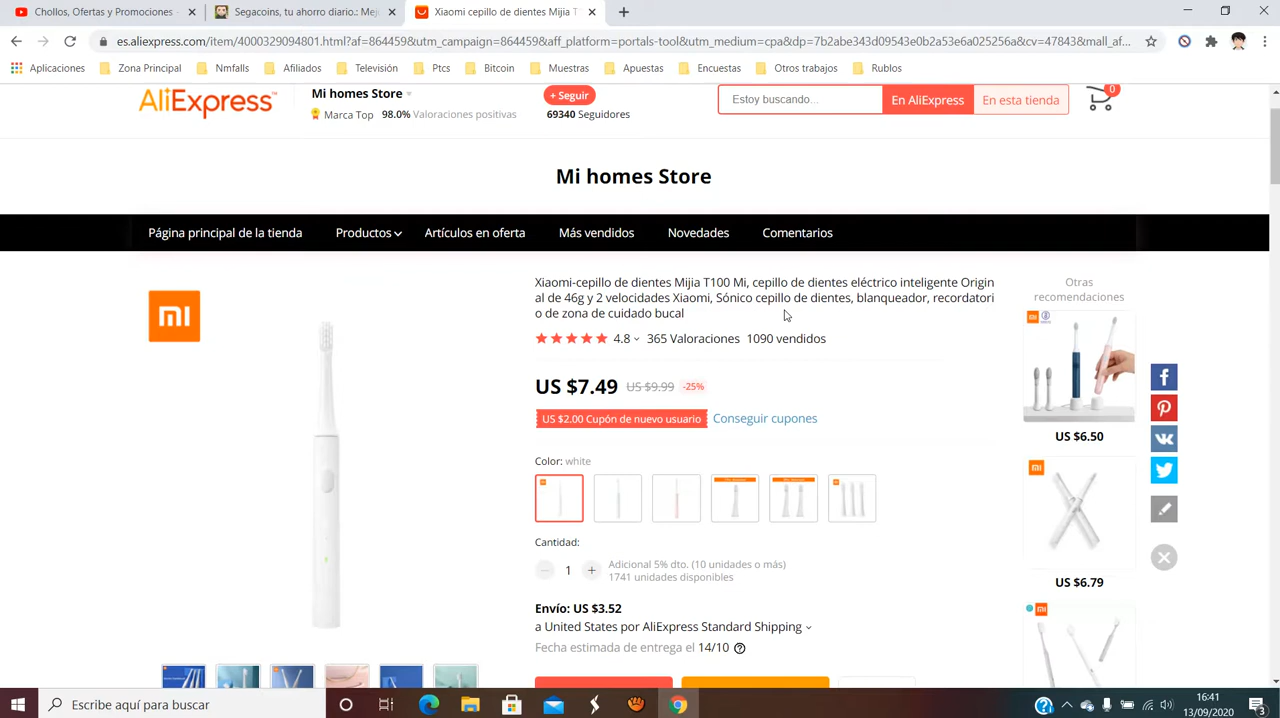 Chollos, Ofertas y Promociones -
Segacoins, tu ahorro diario.: Mej
Xiaomi cepillo de dientes Mijia T
es.aliexpress.com/item/4000329094801.html?af=864459&utm_campaign=864459&aff_platform=portals-tool&utm_medium=cpa&dp=7b2abe343d09543e0b2a53e6a025256a&cv=47843&mall_af...
Aplicaciones Zona Principal Nmfalls Afiliados Televisión Ptcs Bitcoin Muestras Apuestas Encuestas Otros trabajos Rublos
AliExpress™
Mi homes Store
Marca Top 98.0% Valoraciones positivas
+ Seguir
69340 Seguidores
Estoy buscando...
En AliExpress
En esta tienda
0
Mi homes Store
Página principal de la tienda Productos Artículos en oferta Más vendidos Novedades Comentarios
Xiaomi-cepillo de dientes Mijia T100 Mi, cepillo de dientes eléctrico inteligente Origin
al de 46g y 2 velocidades Xiaomi, Sónico cepillo de dientes, blanqueador, recordatori
o de zona de cuidado bucal
4.8 365 Valoraciones 1090 vendidos
US $7.49 US $9.99 -25%
US $2.00 Cupón de nuevo usuario Conseguir cupones
Color: white
Cantidad:
1
Adicional 5% dto. (10 unidades o más)
1741 unidades disponibles
Envío: US $3.52
a United States por AliExpress Standard Shipping
Fecha estimada de entrega el 14/10
Otras
recomendaciones
US $6.50
US $6.79
Escribe aquí para buscar
16:41
13/09/2020
3